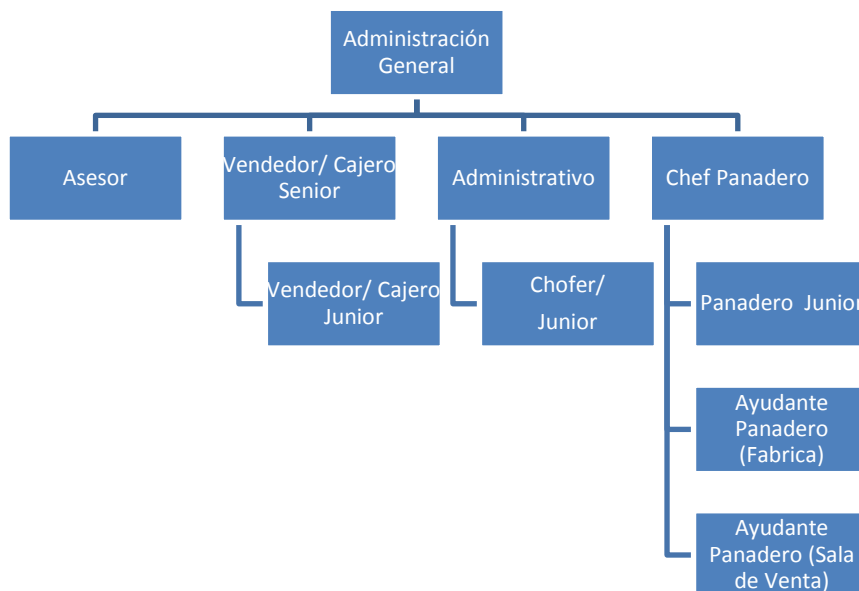 Administración
General
Asesor
Vendedor/ Cajero
Senior
Administrativo
Chef Panadero
Vendedor/ Cajero
Junior
Chofer/
Junior
Panadero Junior
Ayudante
Panadero
(Fabrica)
Ayudante
Panadero (Sala
de Venta)